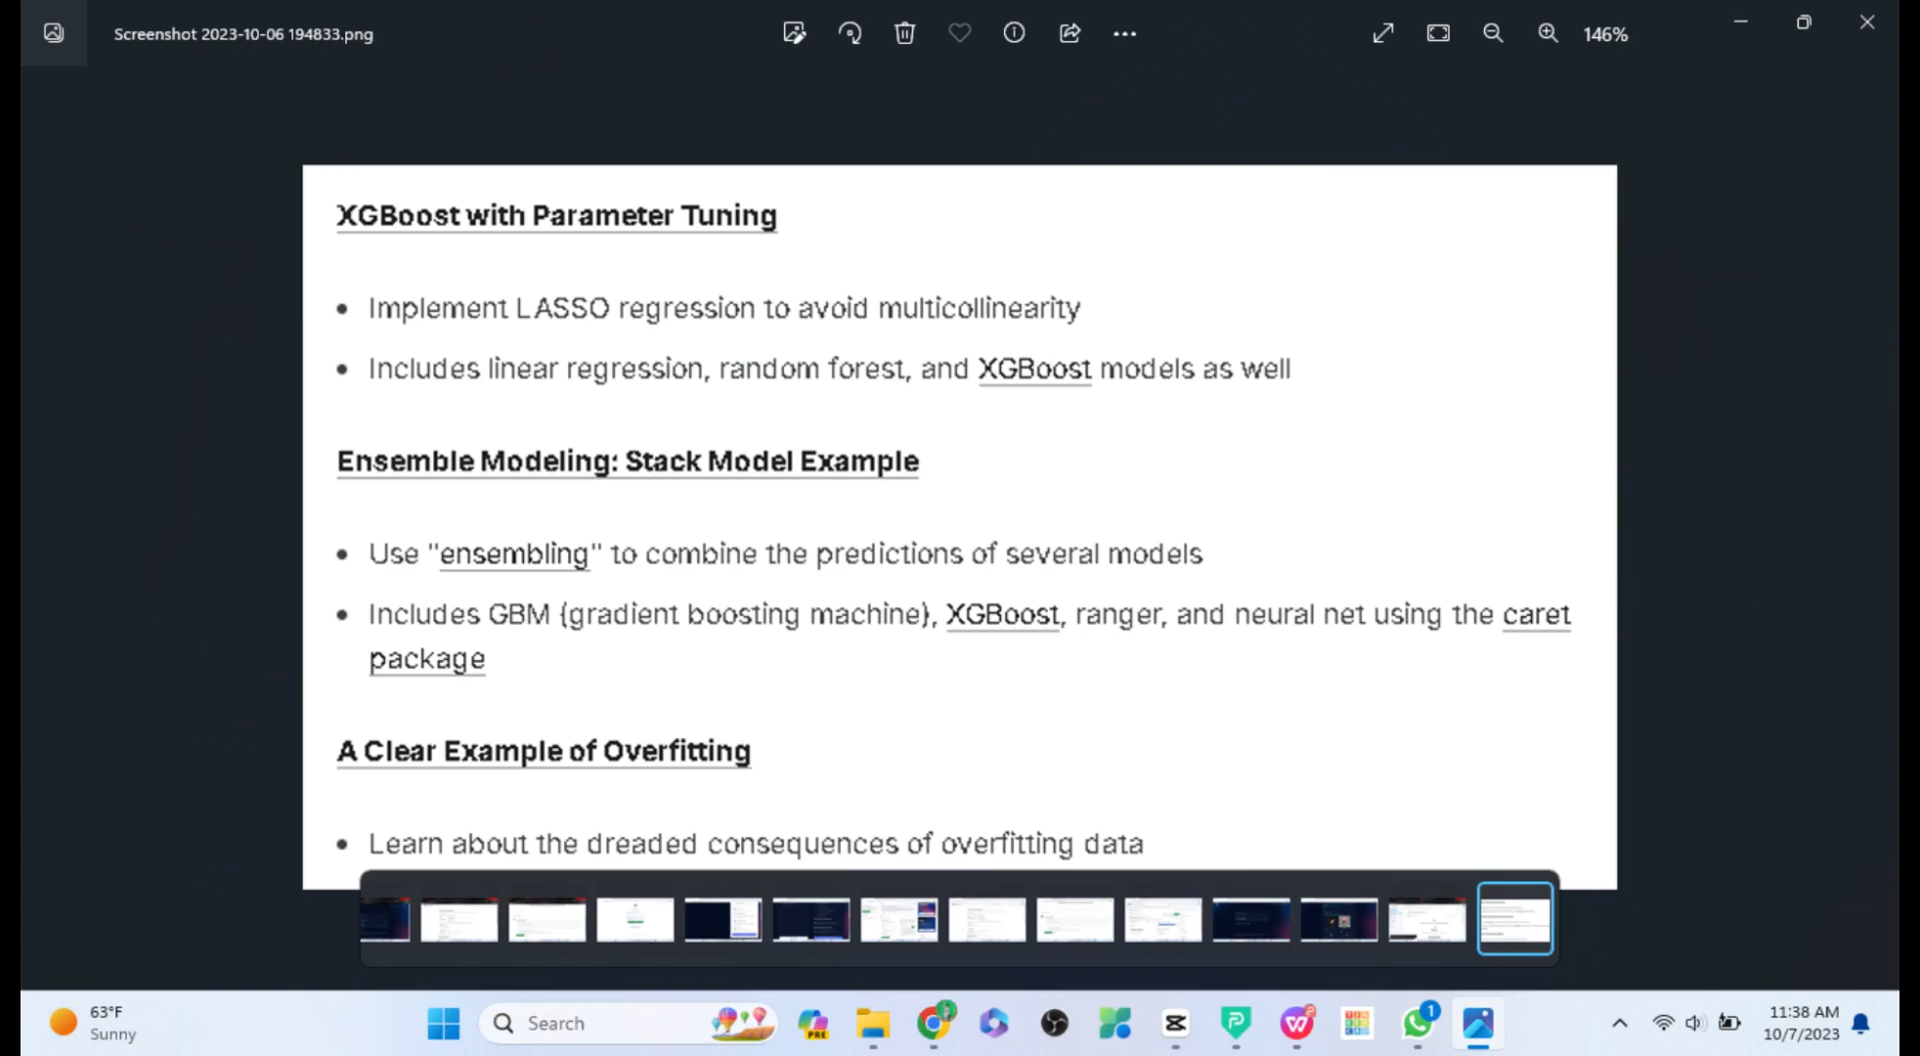 Screenshot 2023-10-06 194833.png
146%
XGBoost with Parameter Tuning
Implement LASSO regression to avoid multicollinearity
Includes linear regression, random forest, and XGBoost models as well
Ensemble Modeling: Stack Model Example
Use "ensembling" to combine the predictions of several models
Includes GBM {gradient boosting machine}, XGBoost, ranger, and neural net using the caret
package
A Clear Example of Overfitting
Learn about the dreaded consequences of overfitting data
63°F
Sunny
Search
PRE
1
11:38 AM
10/7/2023